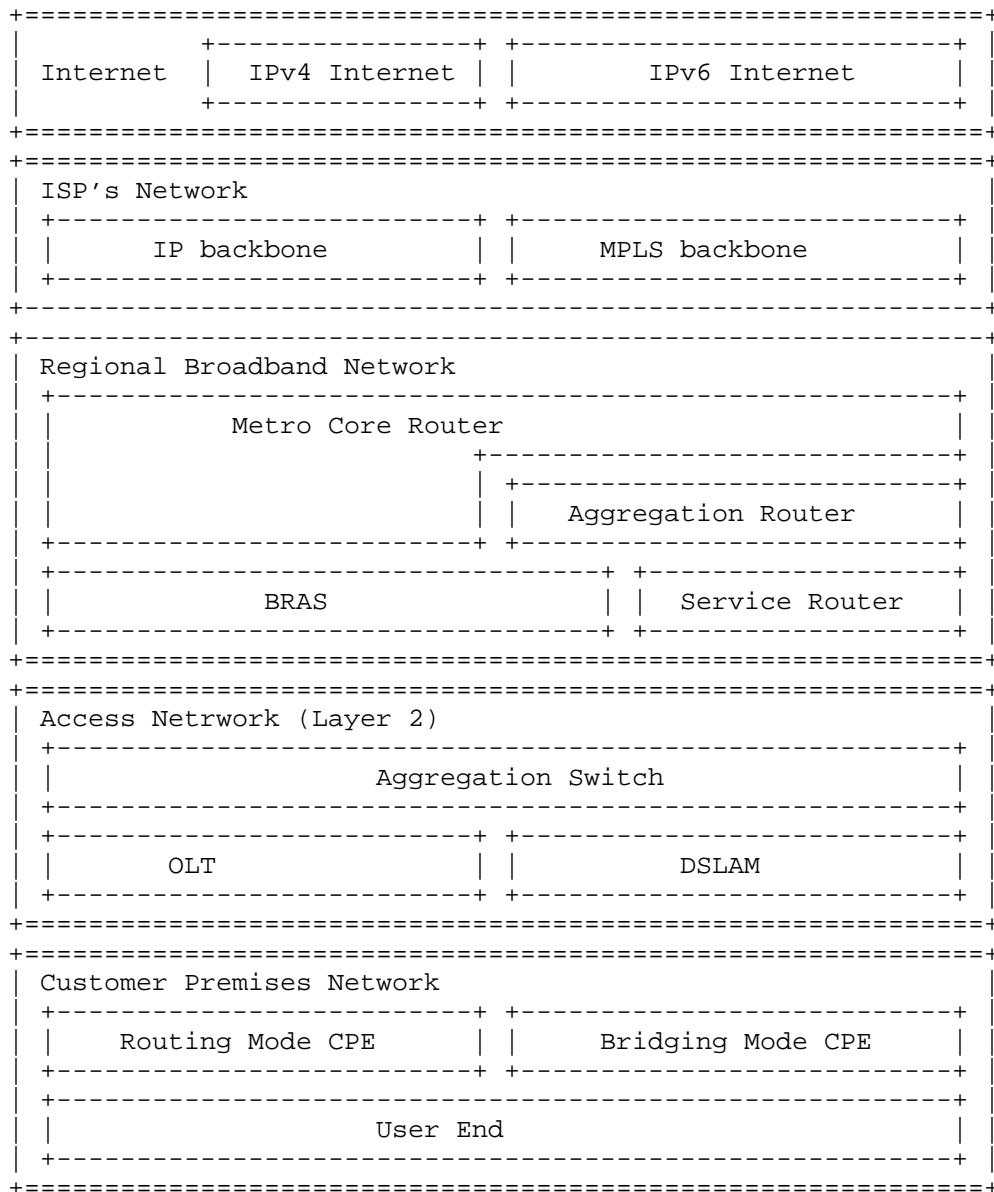 Internet | IPv4 Internet | | IPv6 Internet
ISP's Network
IP backbone | | MPLS backbone
Regional Broadband Network
Metro Core Router
Aggregation Router
BRAS | | Service Router
Access Netrwork (Layer 2)
Aggregation Switch
OLT | | DSLAM
Customer Premises Network
Routing Mode CPE | | Bridging Mode CPE
User End